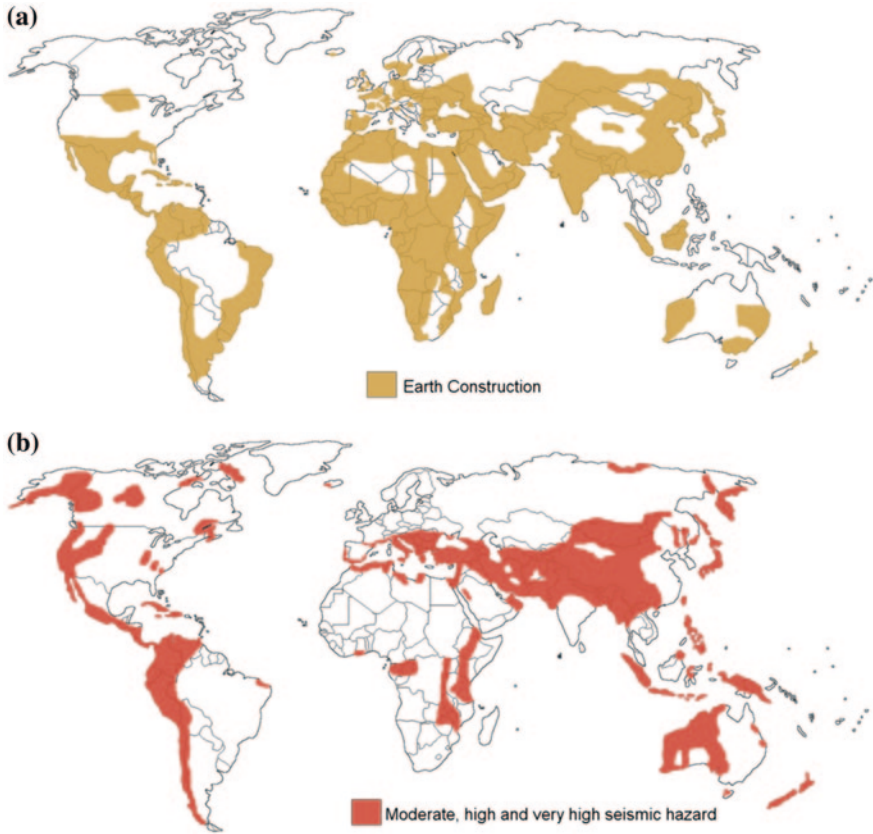 (a)
Earth Construction
(b)
Moderate, high and very high seismic hazard